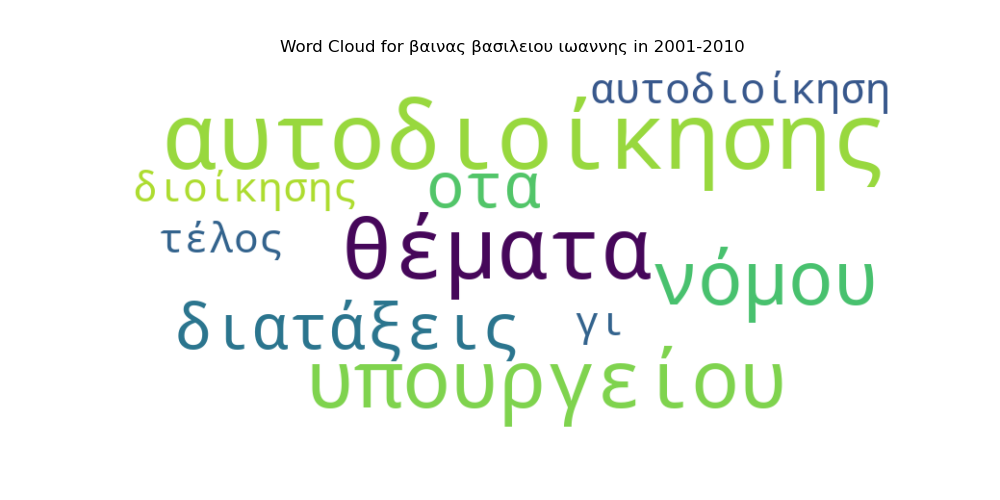 Word Cloud for βαινας βασιλειου ιωαννης in 2001-2010
αυτοδιοίκηση
αυτοδιοίκησης
διοίκησης
οτα
τέλος
θέματα
νόμου
διατάξεις
γι
υπουργείου